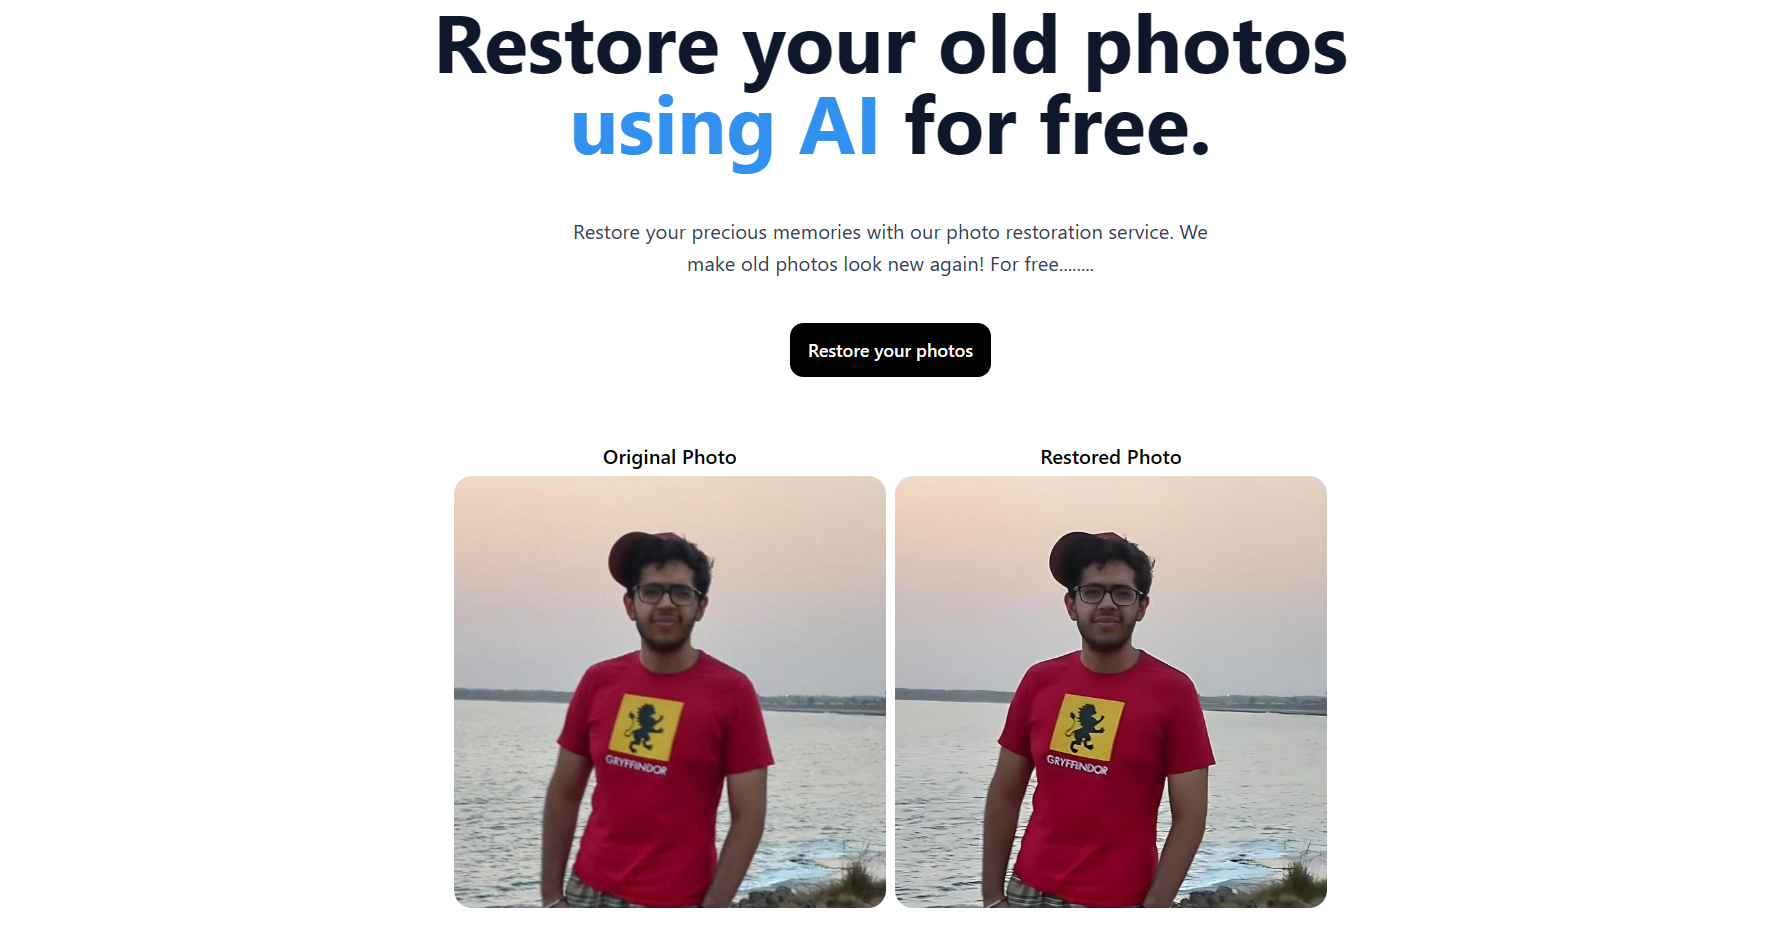 Restore your old photos
using AI for free.
Restore your precious memories with our photo restoration service. We
make old photos look new again! For free........
Restore your photos
Original Photo
Restored Photo
GRYFFINDOR
GRYFFINDOR